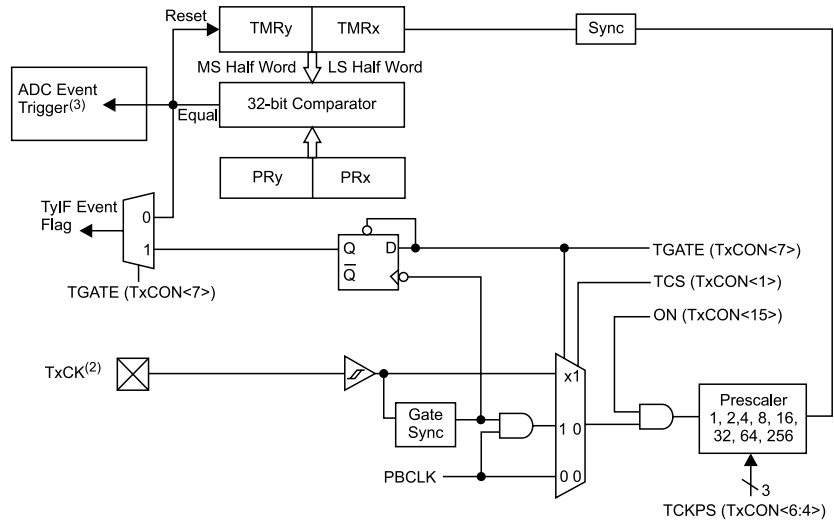 Reset
TMRy
TMRx
Sync
MS Half Word
LS Half Word
ADC Event
Trigger(3)
Equal
32-bit Comparator
PRy
PRx
TyIF Event
Flag
0
1
Q
D
Q
TGATE (TxCON<7>)
TGATE (TxCON<7>)
TCS (TxCON<1>)
ON (TxCON<15>)
TxCK(2)
x1
Gate
Sync
1 0
Prescaler
1, 2,4, 8, 16,
32, 64, 256
PBCLK
0 0
3
TCKPS (TxCON<6:4>)